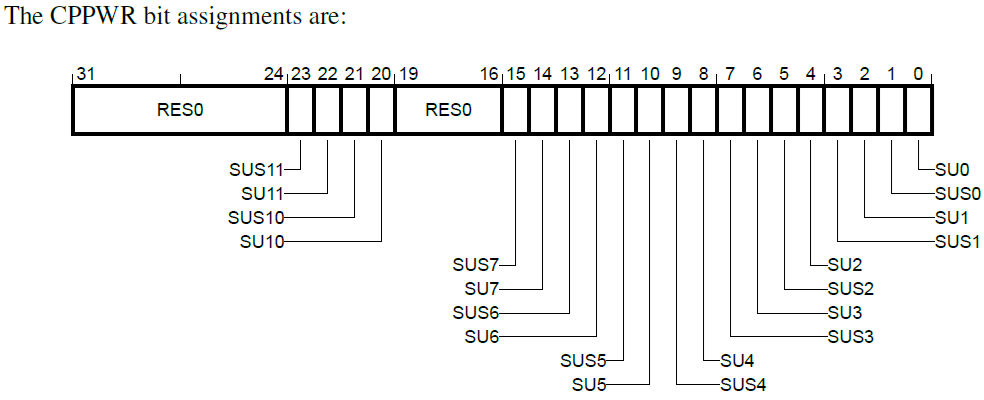 The CPPWR bit assignments are:
31 24 23 22 21 20 19 16 15 14 13 12 11 10 9 8 7 6 5 4 3 2 1 0
RES0 RES0
SUS11 SU0
SU11 SUS0
SUS10 SU1
SU10 SUS1
SUS7 SU2
SU7 SUS2
SUS6 SU3
SU6 SUS3
SUS5 SU4
SU5 SUS4